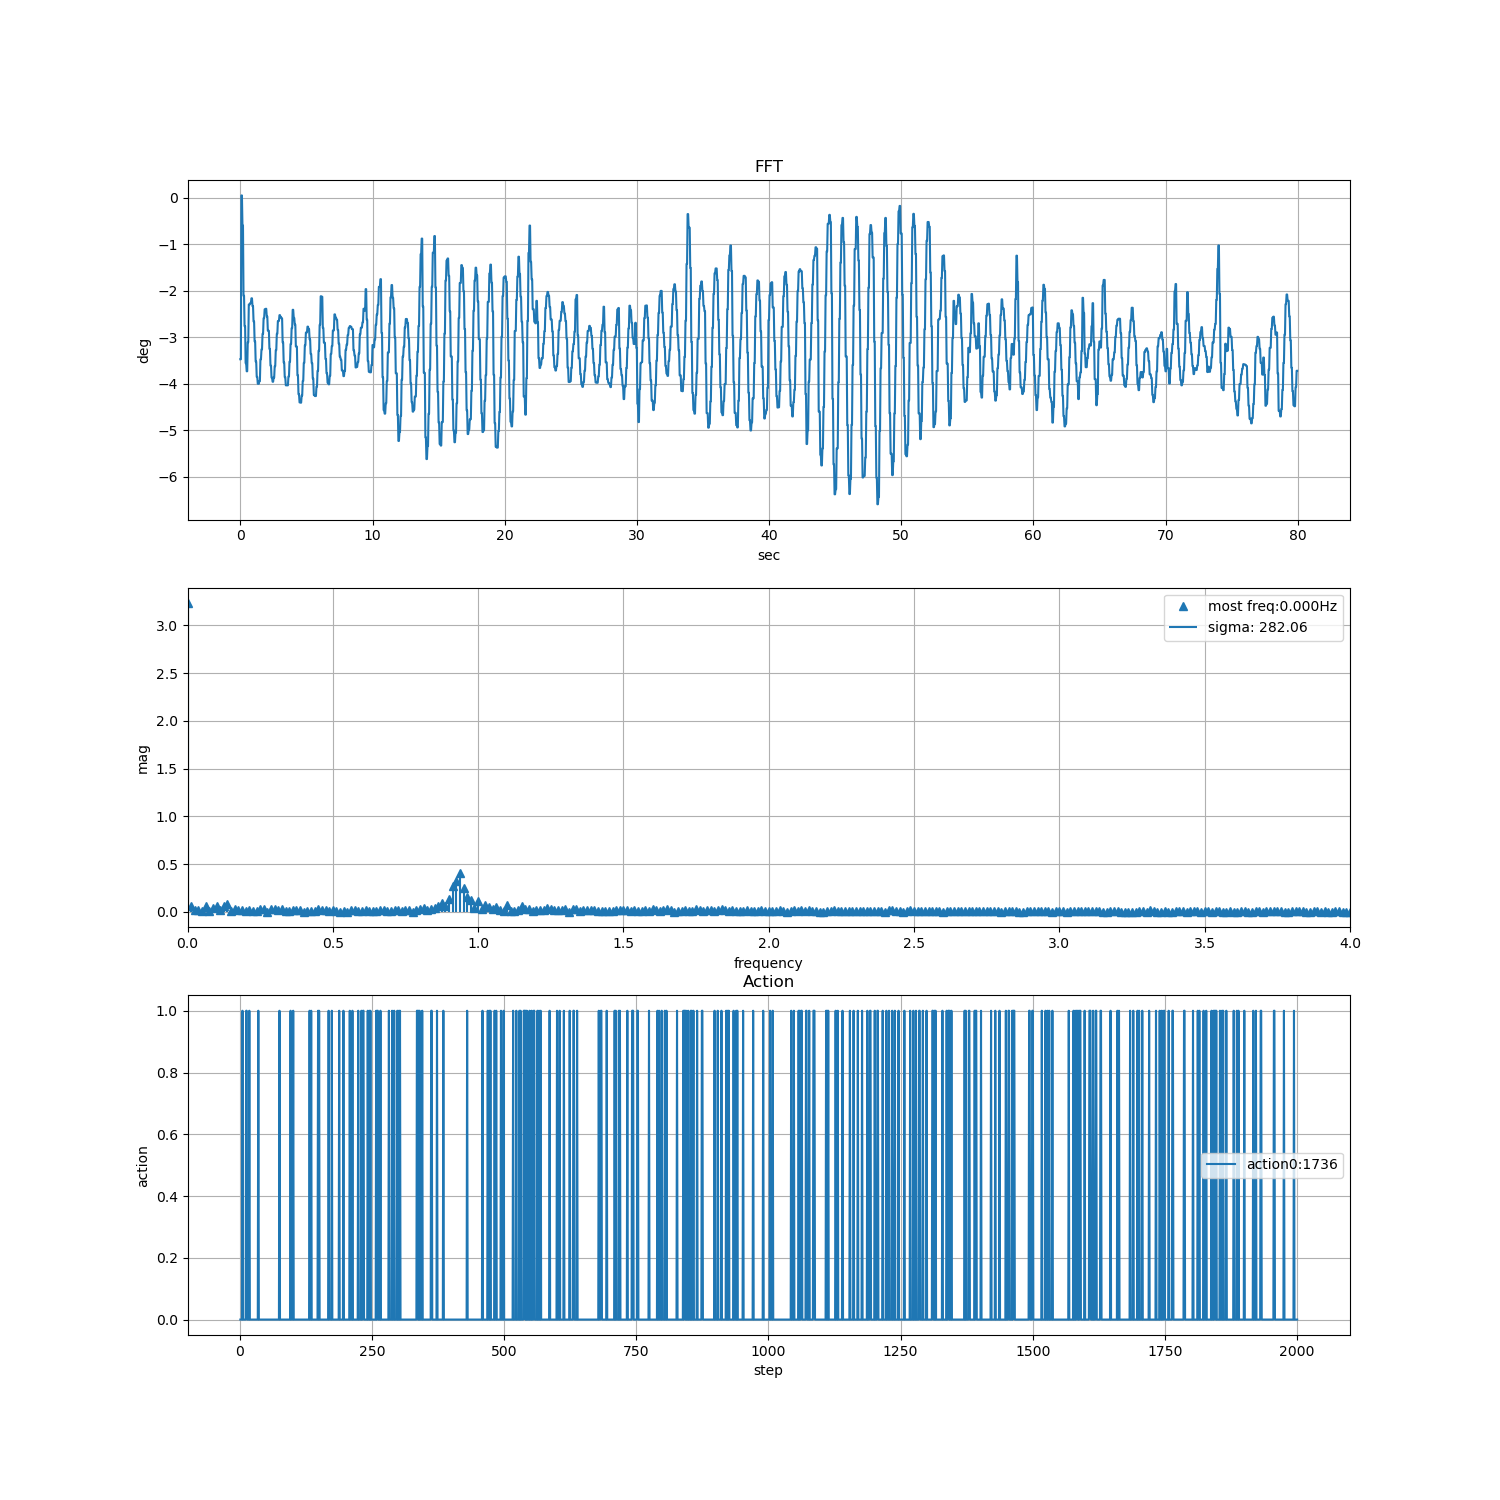 FFT
0
−1
−2
−3
−4
−5
−6
deg
0 10 20 30 40 50 60 70 80
sec
most freq:0.000Hz
sigma: 282.06
3.0
2.5
2.0
1.5
1.0
0.5
0.0
mag
0.0 0.5 1.0 1.5 2.0 2.5 3.0 3.5 4.0
frequency
Action
1.0
0.8
0.6
0.4
0.2
0.0
action
action0:1736
0 250 500 750 1000 1250 1500 1750 2000
step